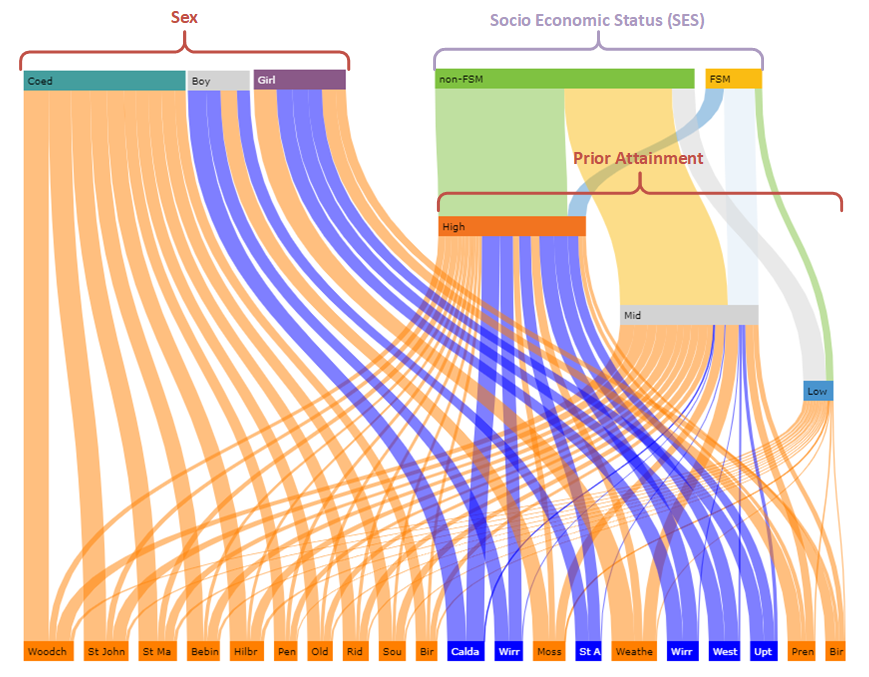 Sex
Socio Economic Status (SES)
Coed
Boy
Girl
non-FSM
FSM
Prior Attainment
High
Mid
Low
Woodch
St John
St Ma
Bebin
Hilbr
Pen
Old
Rid
Sou
Bir
Calda
Wirr
Moss
St A
Weathe
Wirr
West
Upt
Pren
Bir